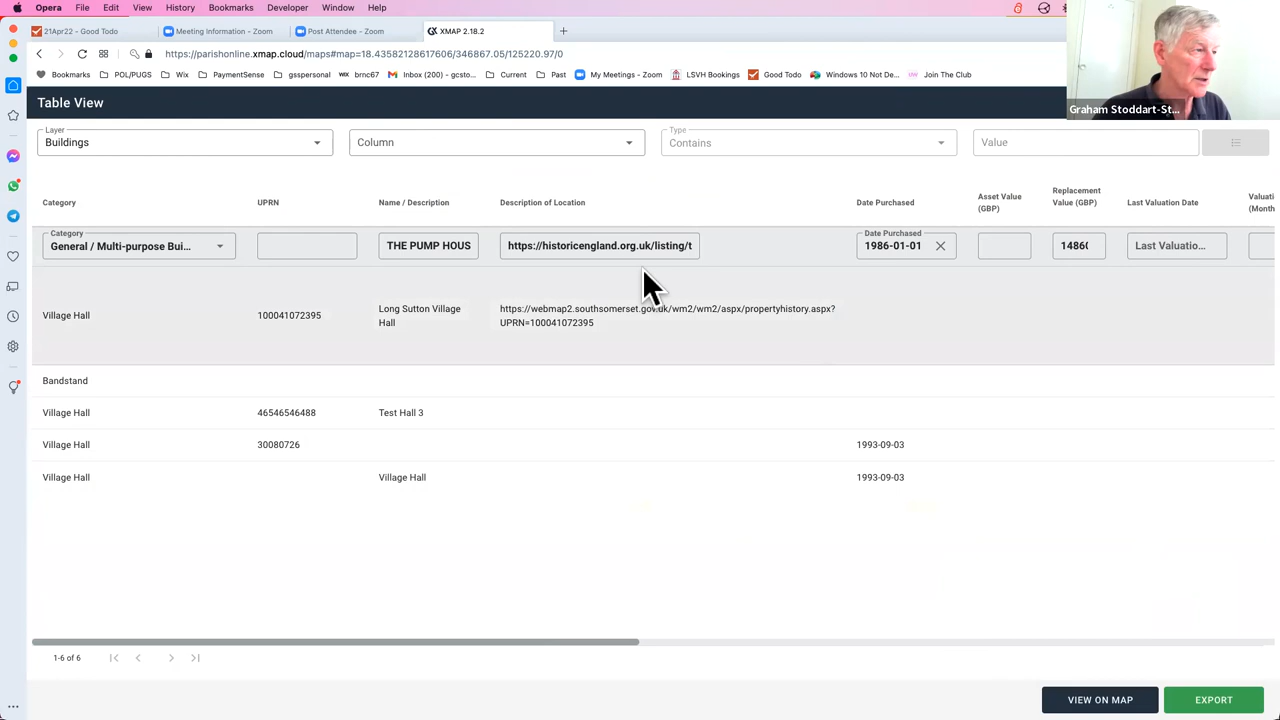 Opera File Edit View History Bookmarks Developer Window Help
21Apr22 - Good Todo Meeting Information - Zoom Post Attendee - Zoom XMAP 2.18.2
https://parishonline.xmap.cloud/maps#map=18.43582128617606/346867.05/125220.97/0
Bookmarks POL/PUGS Wix PaymentSense gsspersonal WIX brnc67 Inbox (200) - gcsto... Current Past My Meetings - Zoom LSVH Bookings Good Todo Windows 10 Not De... Join The Club
Graham Stoddart-St...
Table View
Layer Type
Buildings Column Contains Value
Category UPRN Name / Description Description of Location Date Purchased Asset Value (GBP) Replacement Value (GBP) Last Valuation Date Valuati (Month
Category Date Purchased
General / Multi-purpose Bui... THE PUMP HOUS https://historicengland.org.uk/listing/t 1986-01-01 1486( Last Valuatio...
Village Hall 100041072395 Long Sutton Village Hall https://webmap2.southsomerset.gov.uk/wm2/wm2/aspx/propertyhistory.aspx?
UPRN=100041072395
Bandstand
Village Hall 46546546488 Test Hall 3
Village Hall 30080726 1993-09-03
Village Hall Village Hall 1993-09-03
1-6 of 6
VIEW ON MAP EXPORT